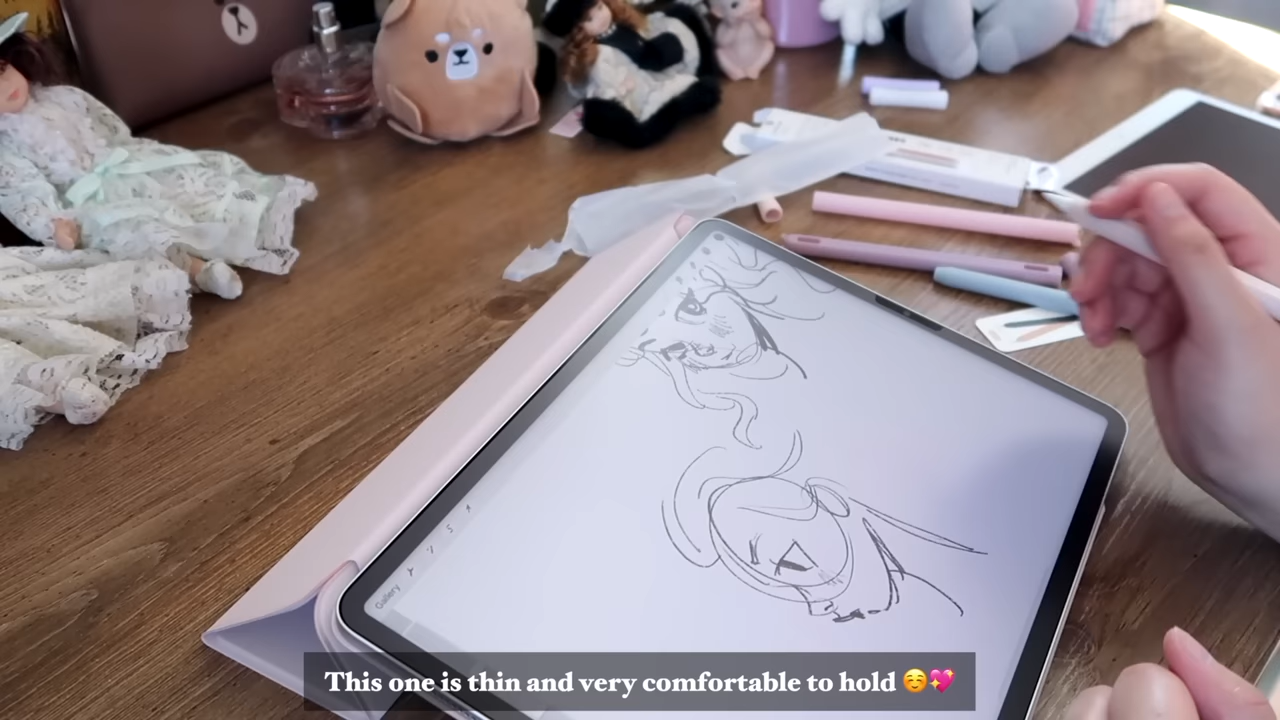 Gallery
This one is thin and very comfortable to hold ☺️💖